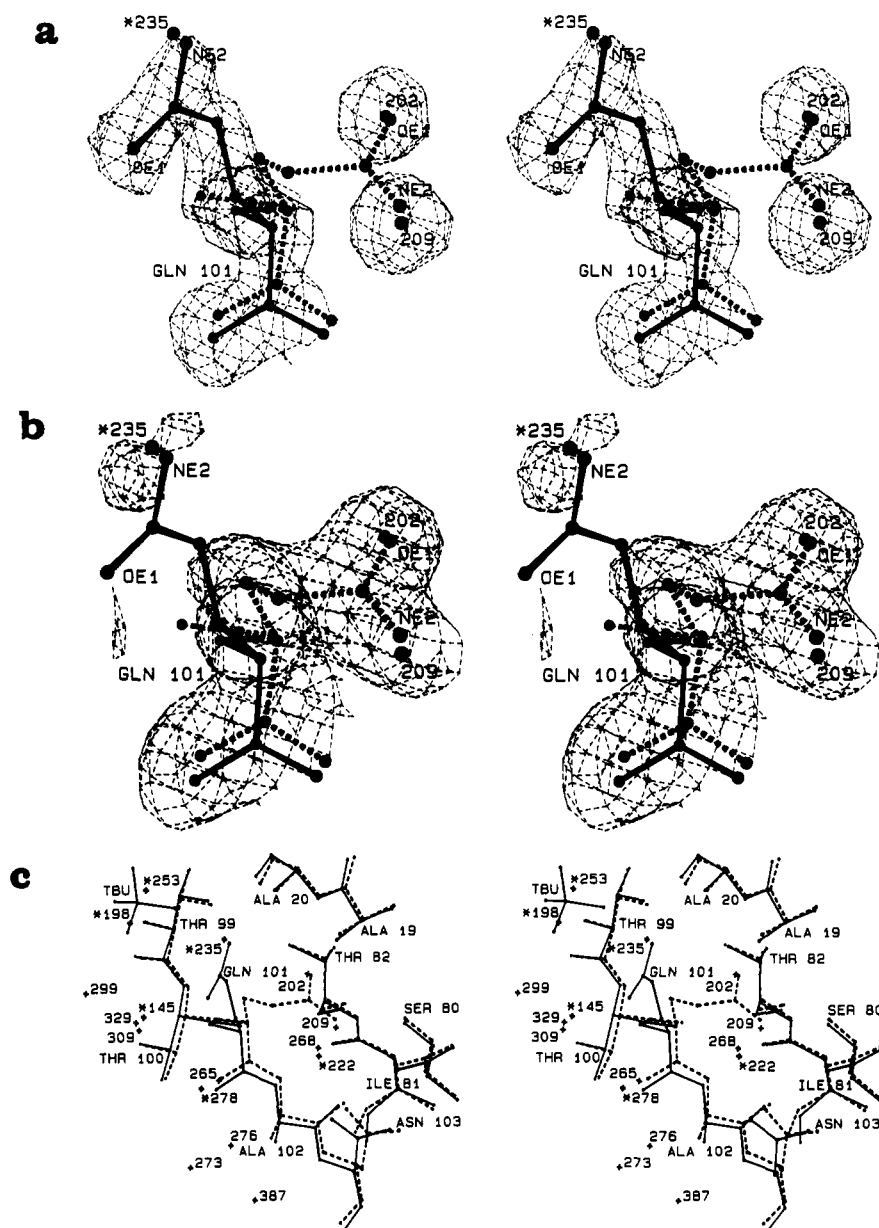 a
*235
NE2
202
OE1
OE1
NE2
209
GLN 101
*235
NE2
202
OE1
OE1
NE2
209
GLN 101
b
*235
NE2
202
OE1
OE1
NE2
209
GLN 101
*235
NE2
202
OE1
OE1
NE2
209
GLN 101
c
TBU
*253
*198
THR 99
*235
ALA 20
ALA 19
THR 82
GLN 101
202
299
*145
329
309
209
SER 80
THR 100
268
*222
265
*278
ILE 81
276
ASN 103
ALA 102
273
387
TBU
*253
*198
THR 99
*235
ALA 20
ALA 19
THR 82
GLN 101
202
299
*145
329
309
209
SER 80
THR 100
268
*222
265
*278
ILE 81
276
ASN 103
ALA 102
273
387